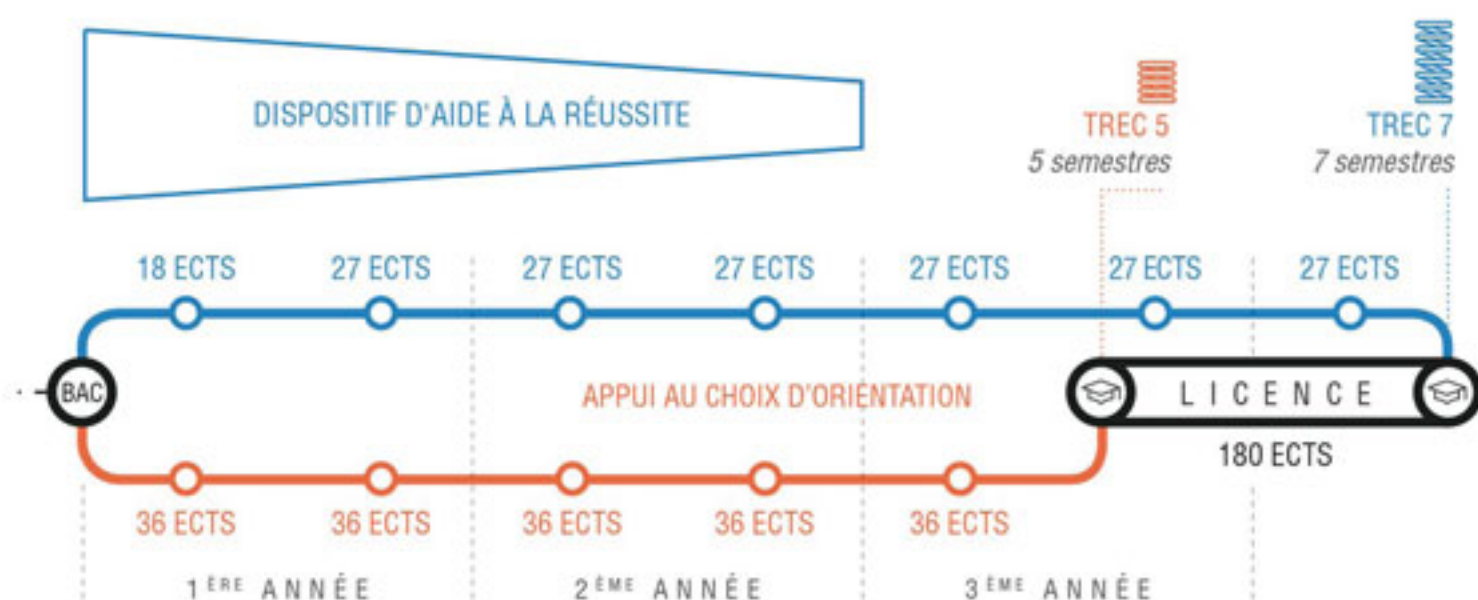 DISPOSITIF D'AIDE À LA RÉUSSITE
TREC 5
5 semestres
TREC 7
7 semestres
18 ECTS 27 ECTS 27 ECTS 27 ECTS 27 ECTS 27 ECTS 27 ECTS
BAC
APPUI AU CHOIX D'ORIENTATION
LICENCE
180 ECTS
36 ECTS 36 ECTS 36 ECTS 36 ECTS 36 ECTS
1ÈRE ANNÉE 2ÈME ANNÉE 3ÈME ANNÉE